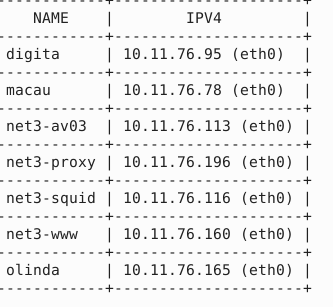 ------------+----------------------+
NAME | IPV4 |
------------+----------------------+
digita | 10.11.76.95 (eth0) |
------------+----------------------+
macau | 10.11.76.78 (eth0) |
------------+----------------------+
net3-av03 | 10.11.76.113 (eth0) |
------------+----------------------+
net3-proxy | 10.11.76.196 (eth0) |
------------+----------------------+
net3-squid | 10.11.76.116 (eth0) |
------------+----------------------+
net3-www | 10.11.76.160 (eth0) |
------------+----------------------+
olinda | 10.11.76.165 (eth0) |
------------+----------------------+